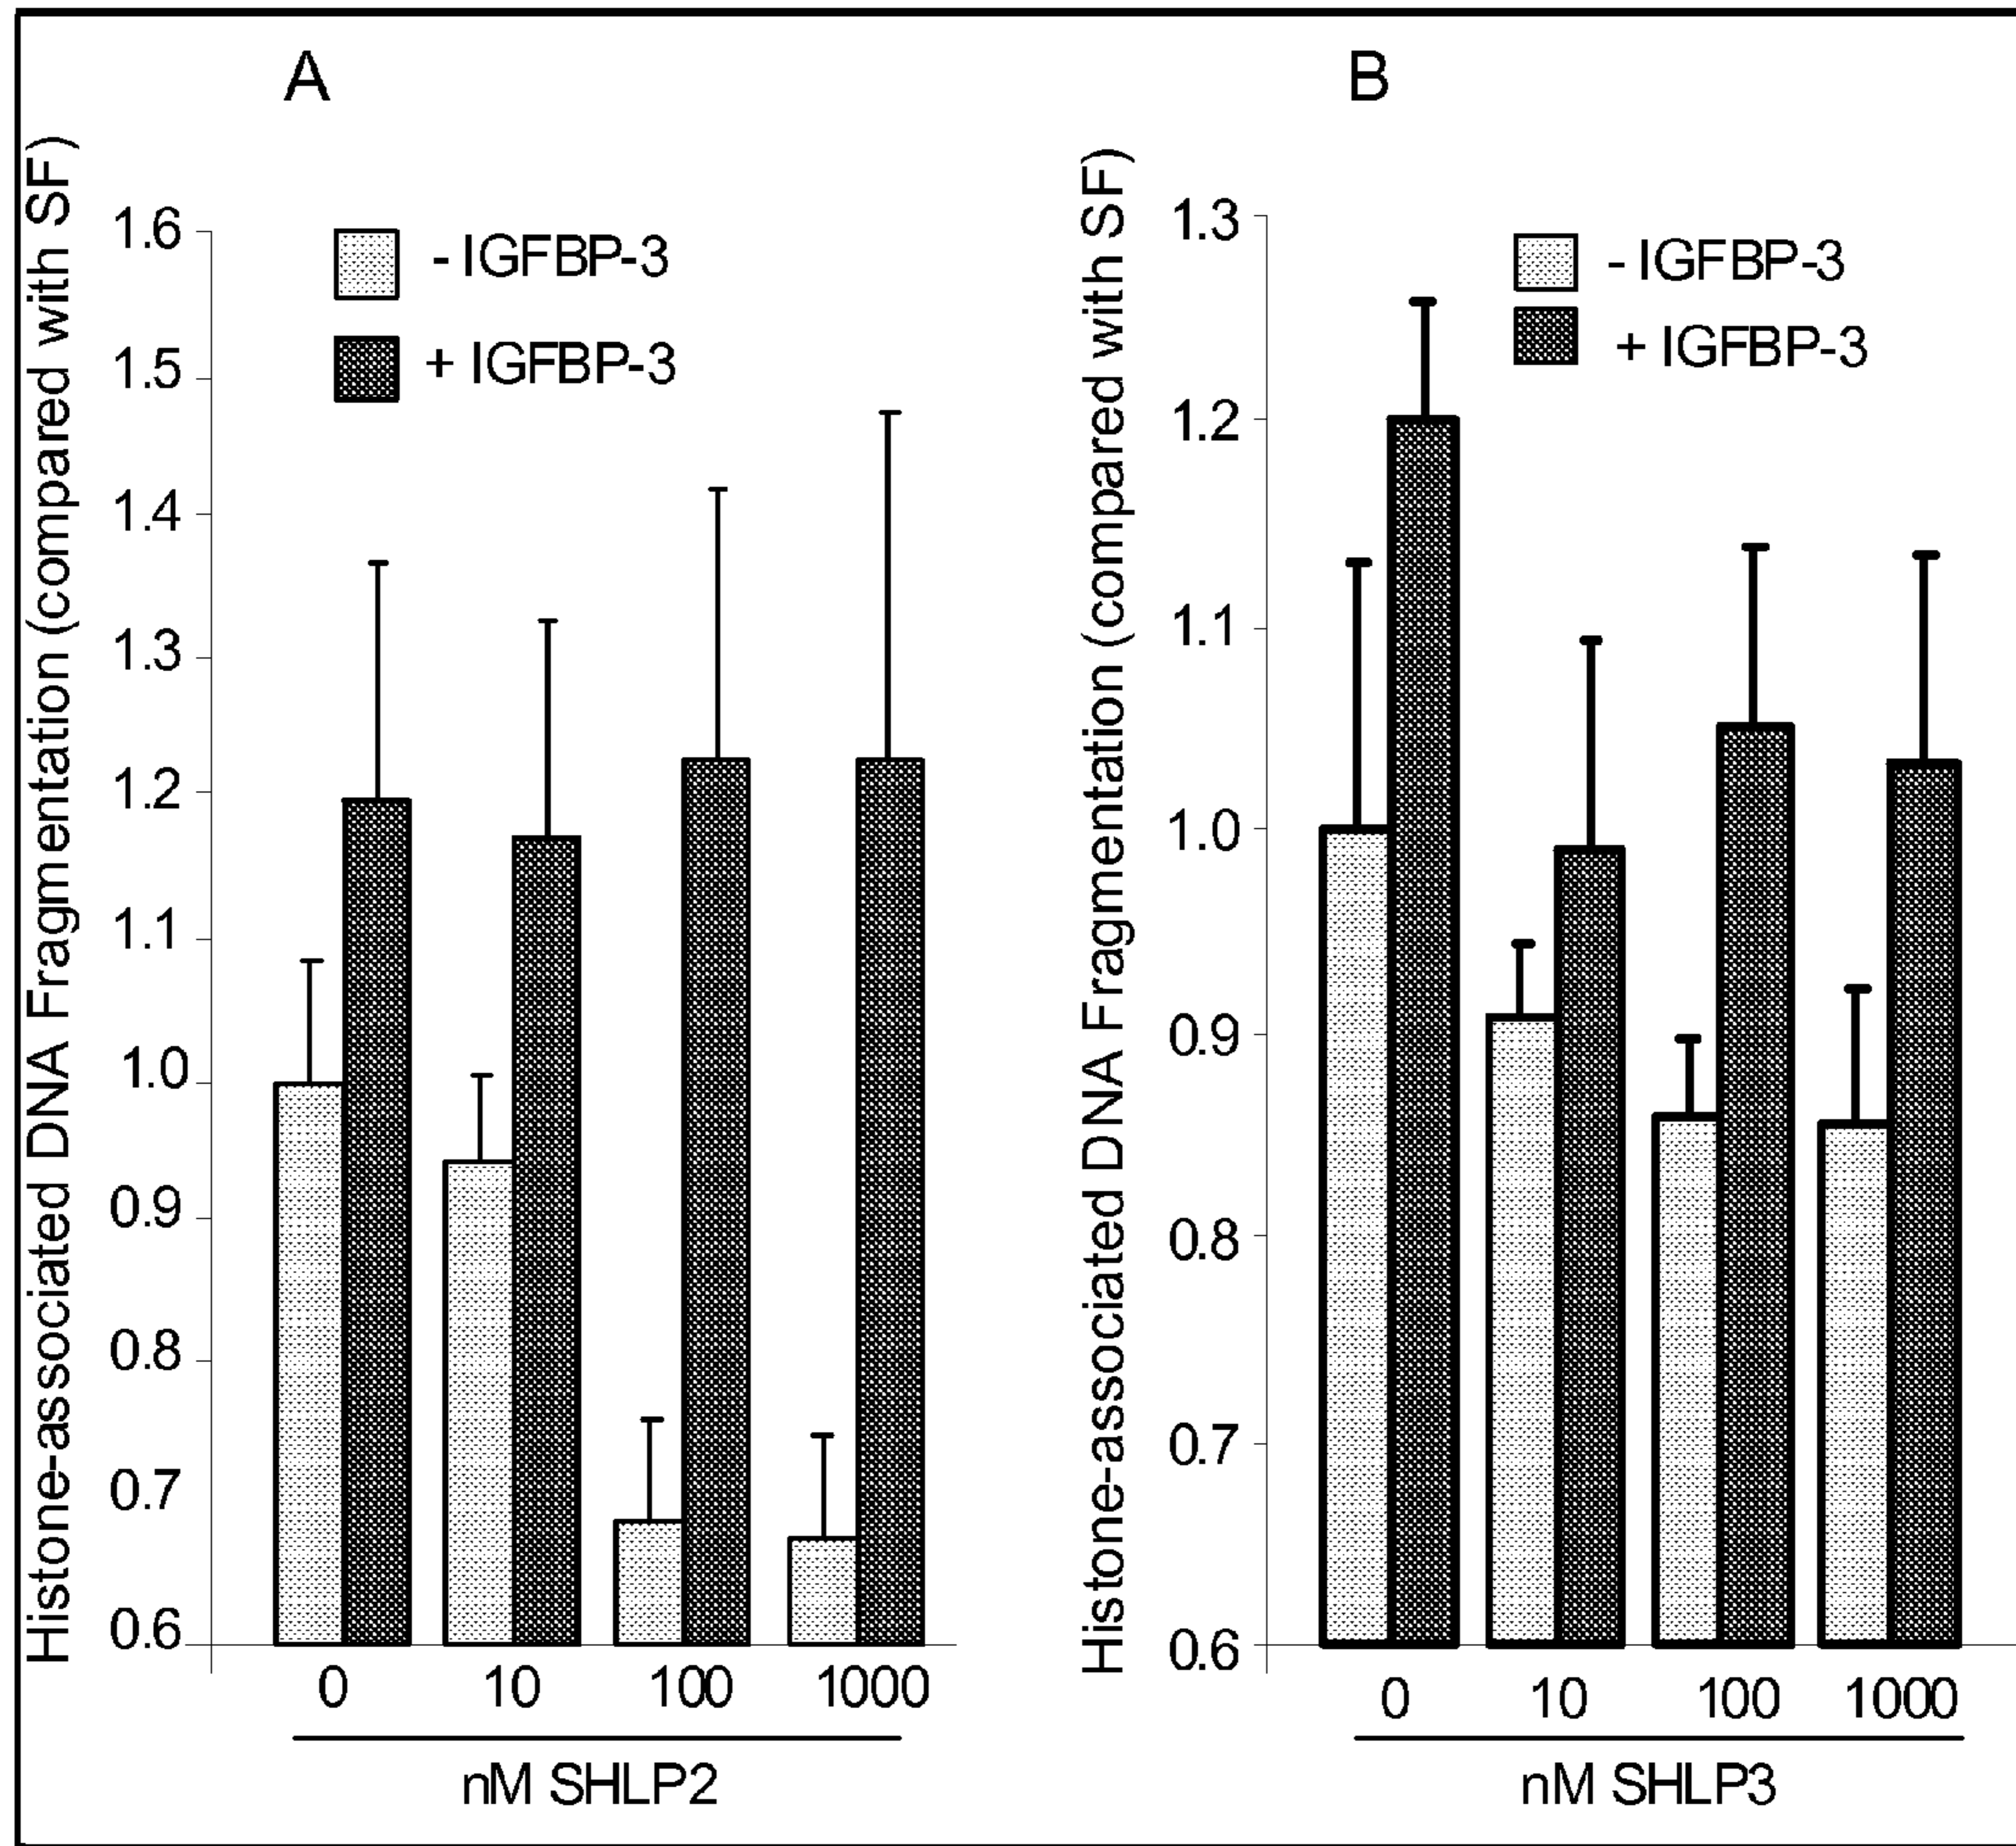 A
Histone-associated DNA Fragmentation (compared with SF)
1.6
1.5
1.4
1.3
1.2
1.1
1.0
0.9
0.8
0.7
0.6
- IGFBP-3
+ IGFBP-3
0 10 100 1000
nM SHLP2
B
Histone-associated DNA Fragmentation (compared with SF)
1.3
1.2
1.1
1.0
0.9
0.8
0.7
0.6
- IGFBP-3
+ IGFBP-3
0 10 100 1000
nM SHLP3